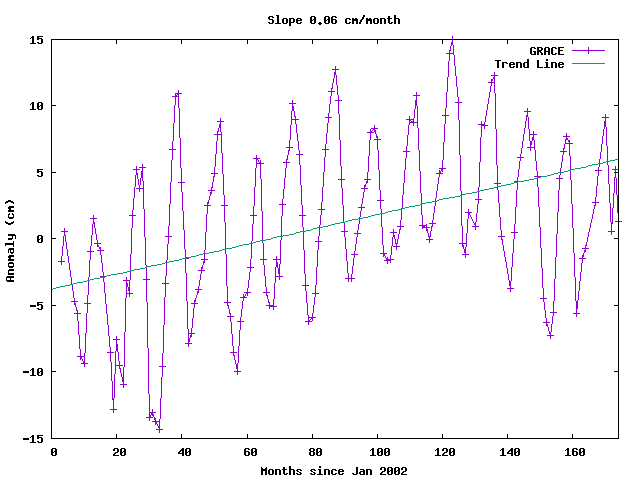 Slope 0.06 cm/month
GRACE
Trend Line
15
10
5
0
-5
-10
-15
Anomaly (cm)
0 20 40 60 80 100 120 140 160
Months since Jan 2002